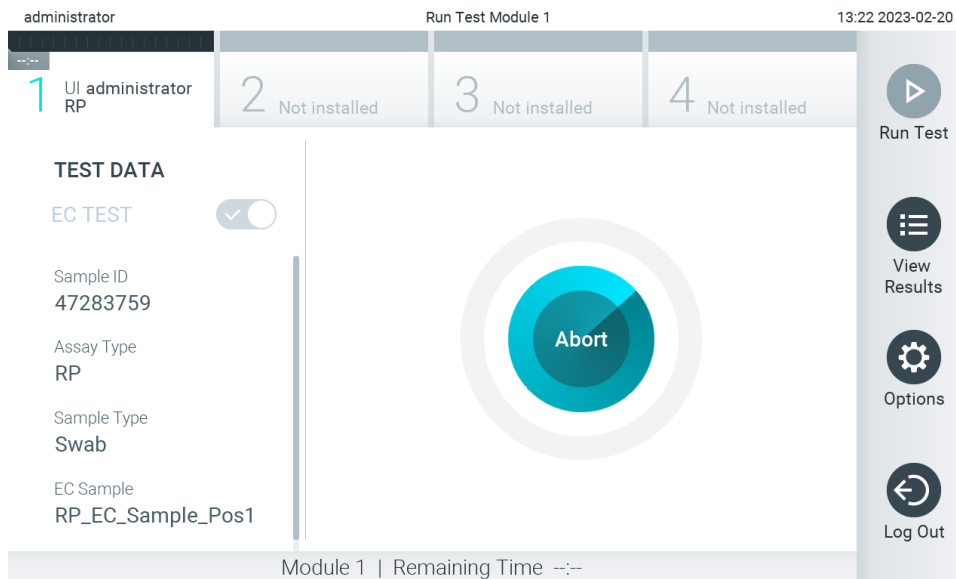 administrator
Run Test Module 1
13:22 2023-02-20
--:--
1
UI administrator
RP
2
Not installed
3
Not installed
4
Not installed
Run Test
TEST DATA
EC TEST
Sample ID
47283759
Assay Type
RP
Sample Type
Swab
EC Sample
RP_EC_Sample_Pos1
Abort
View
Results
Options
Log Out
Module 1 | Remaining Time --:--